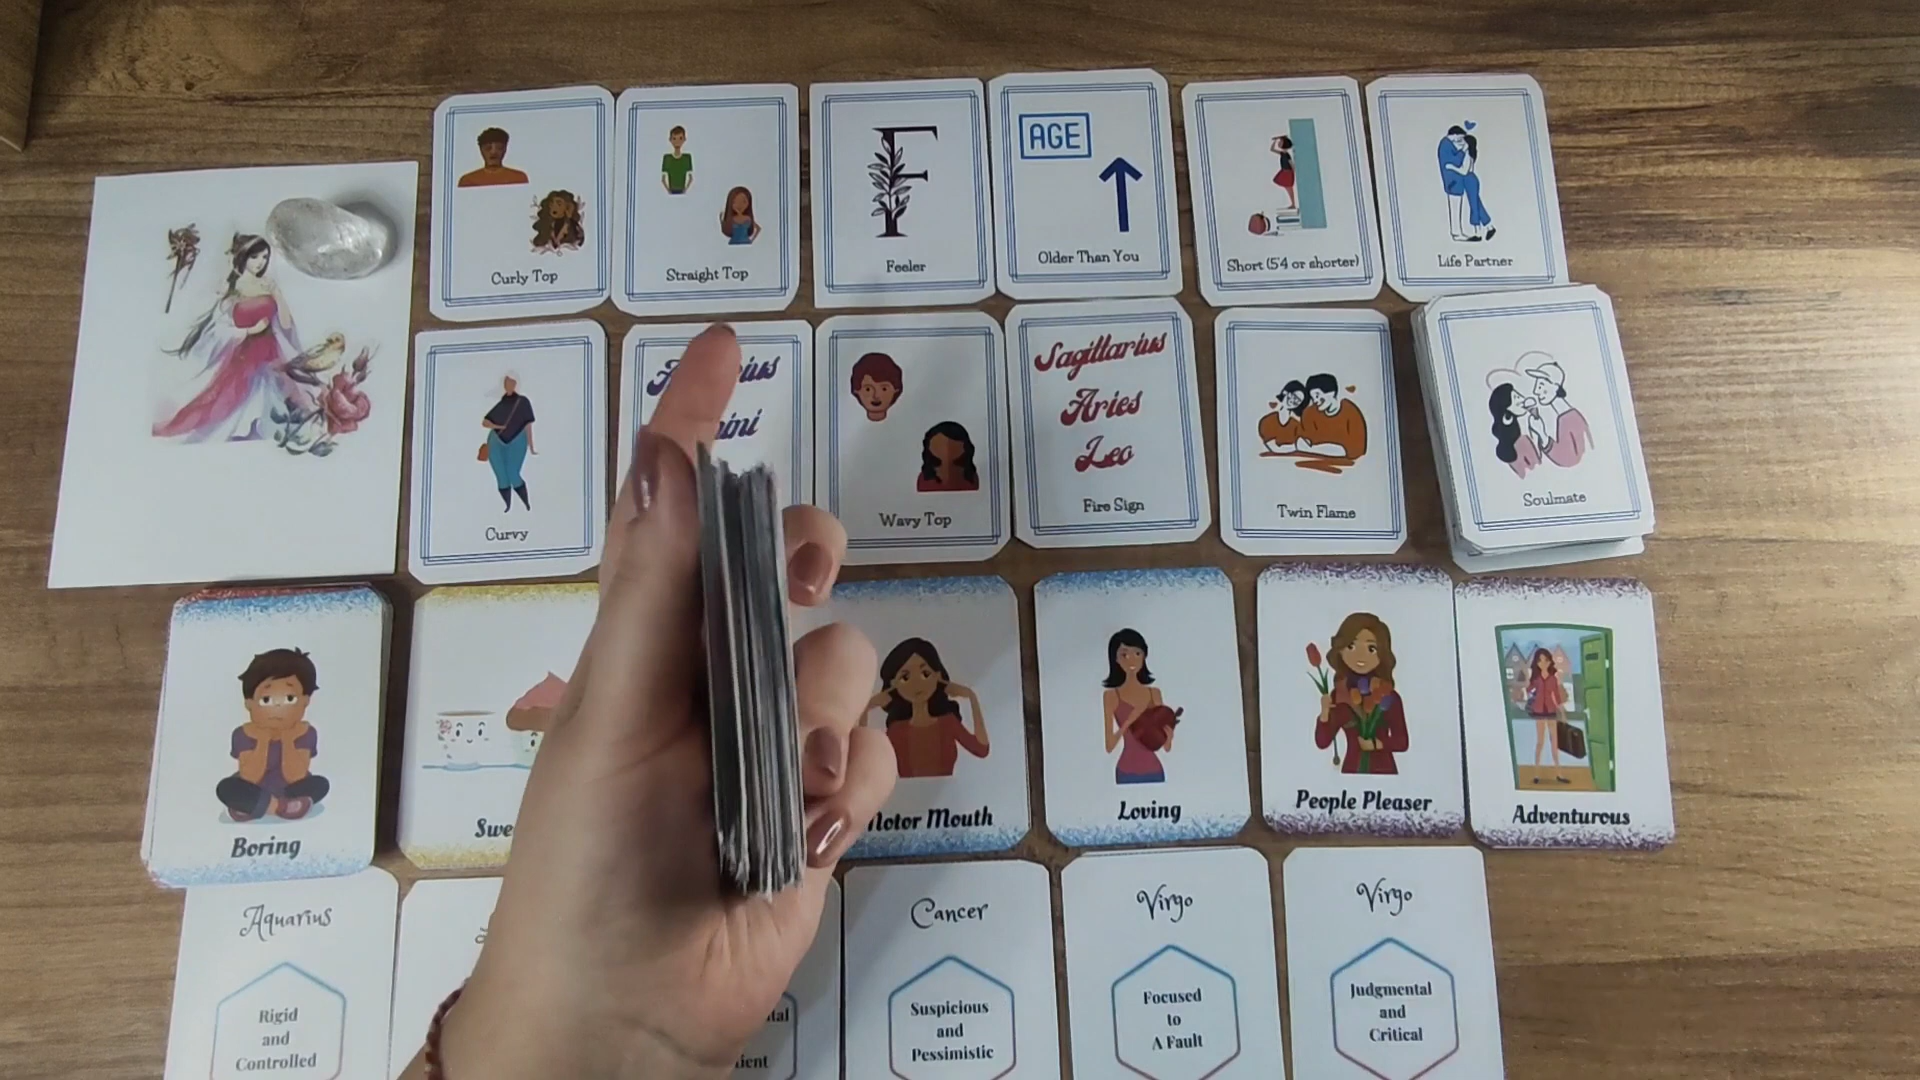 Curly Top
Straight Top
F
Feeler
AGE
Older Than You
Short (5'4 or shorter)
Life Partner
Curvy
Wavy Top
Sagittarius
Aries
Leo
Fire Sign
Twin Flame
Soulmate
Boring
Motor Mouth
Loving
People Pleaser
Adventurous
Aquarius
Rigid
and
Controlled
Cancer
Suspicious
and
Pessimistic
Virgo
Focused
to
A Fault
Virgo
Judgmental
and
Critical